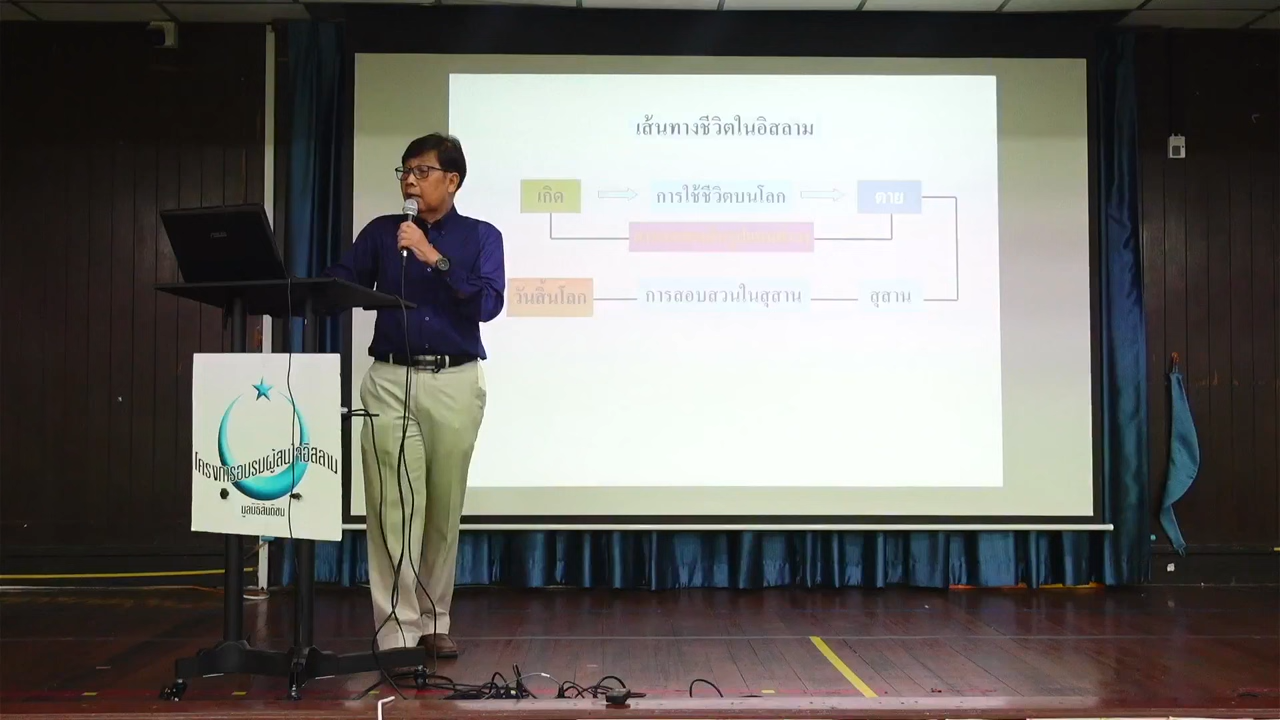 เส้นทางชีวิตในอิสลาม
เกิด
การใช้ชีวิตบนโลก
ตาย
วันสิ้นโลก
การสอบสวนในสุสาน
สุสาน
ASUS
โครงการอบรมผู้สนใจอิสลาม
มูลนิธิสันติชน